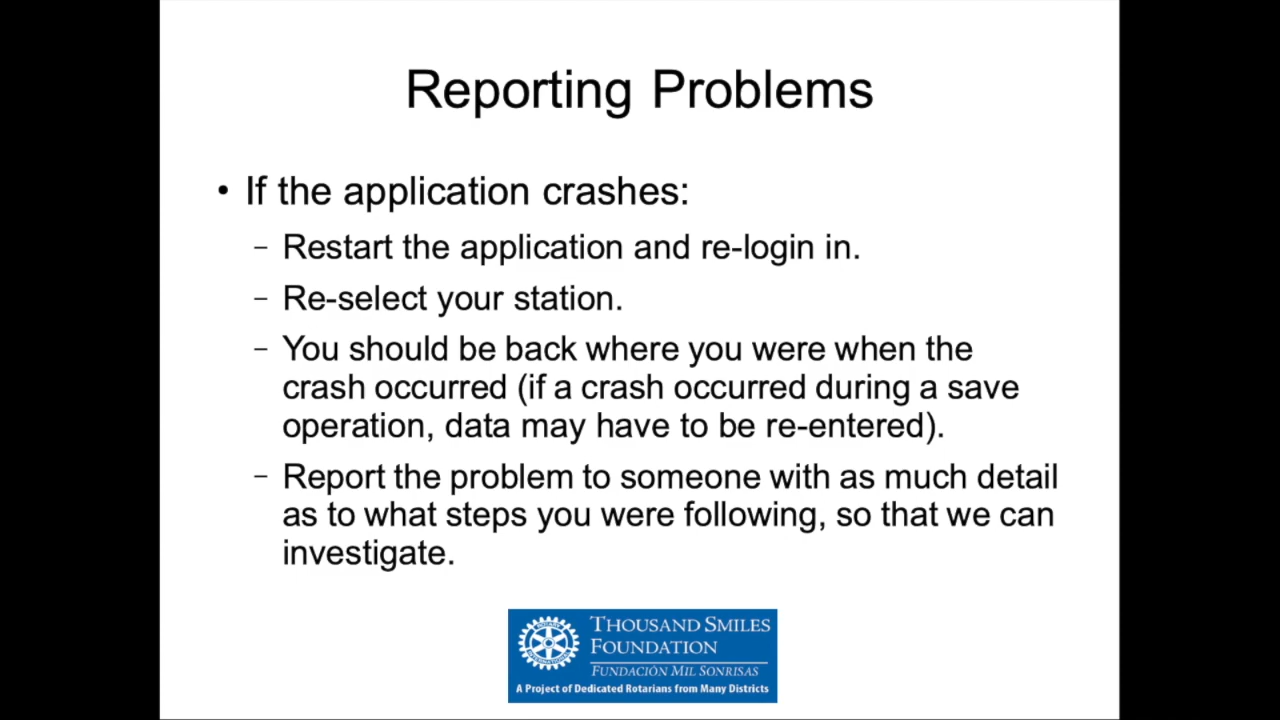 Reporting Problems
• If the application crashes:
– Restart the application and re-login in.
– Re-select your station.
– You should be back where you were when the
crash occurred (if a crash occurred during a save
operation, data may have to be re-entered).
– Report the problem to someone with as much detail
as to what steps you were following, so that we can
investigate.
THOUSAND SMILES
FOUNDATION
FUNDACIÓN MIL SONRISAS
A Project of Dedicated Rotarians from Many Districts